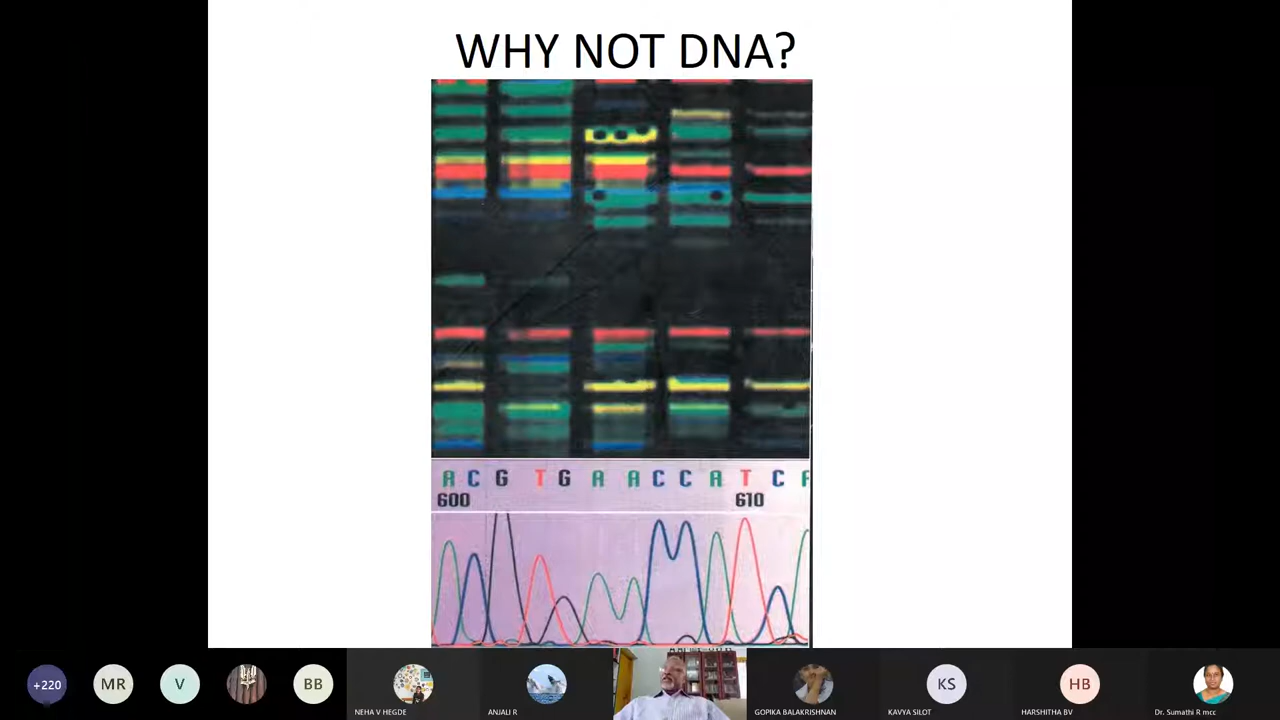 WHY NOT DNA?
A C G T G A A C C A T C A
600 610
+220 MR V BB KS HB
NEHA V HEGDE ANJALI R GOPIKA BALAKRISHNAN KAVYA SILOT HARSHITHA BV Dr. Sumathi R mcc